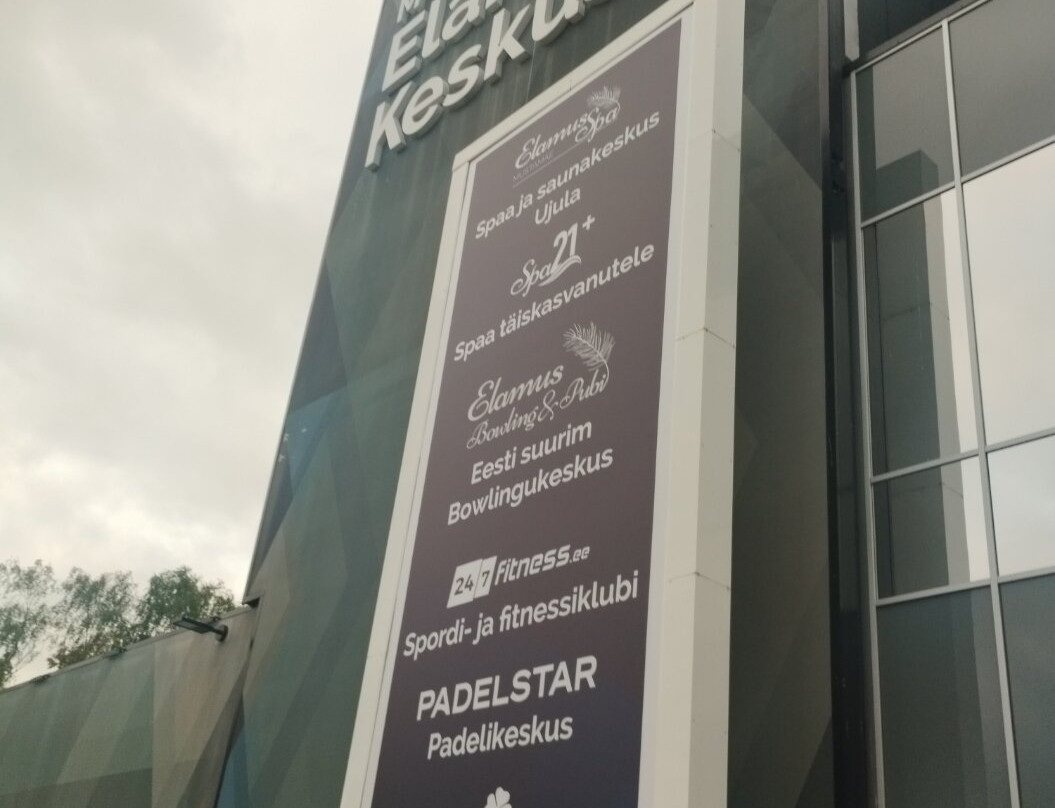 Keskus
Elamus Spa
MUSTAMÄE
Spaa ja saunakeskus
Ujula
Spa 21+
Spaa täiskasvanutele
Elamus
Bowling & Pubi
Eesti suurim
Bowlingukeskus
24/7 fitness.ee
Spordi- ja fitnessiklubi
PADELSTAR
Padelikeskus